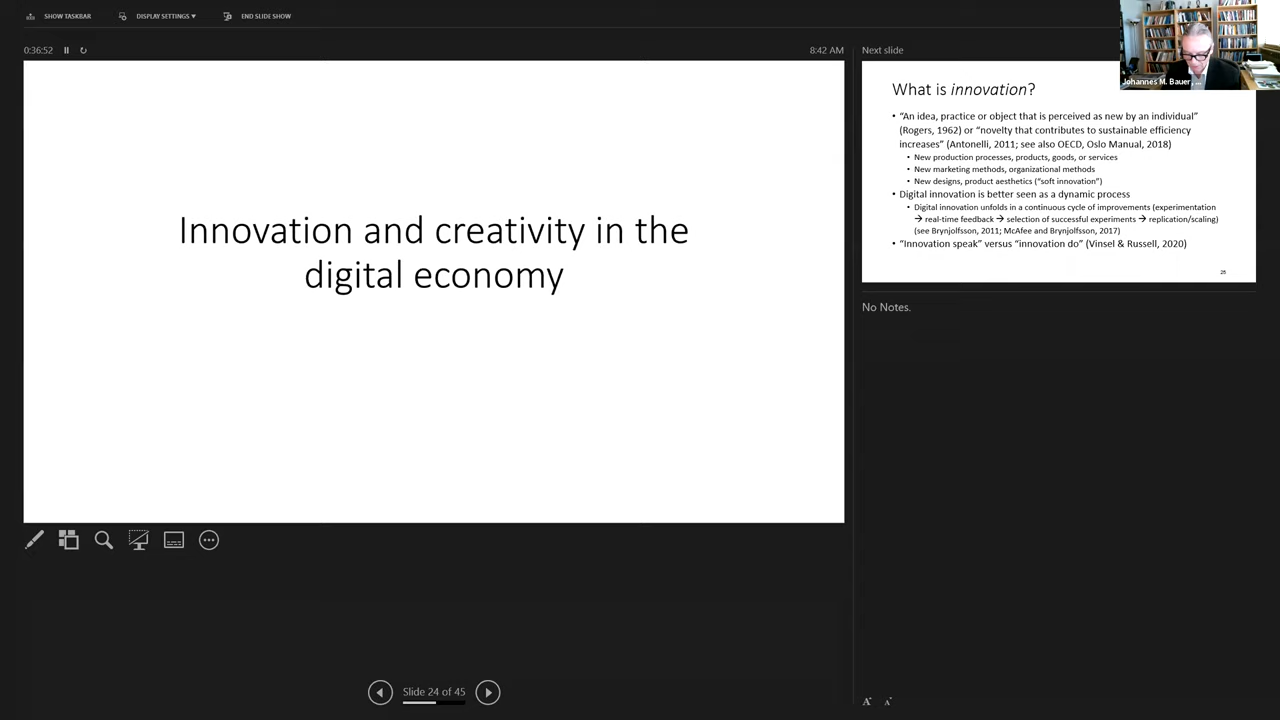 SHOW TASKBAR
DISPLAY SETTINGS ▾
END SLIDE SHOW
0:36:52
8:42 AM
Innovation and creativity in the
digital economy
Slide 24 of 45
Next slide
Johannes M. Bauer, ...
What is innovation?
• “An idea, practice or object that is perceived as new by an individual”
(Rogers, 1962) or “novelty that contributes to sustainable efficiency
increases” (Antonelli, 2011; see also OECD, Oslo Manual, 2018)
• New production processes, products, goods, or services
• New marketing methods, organizational methods
• New designs, product aesthetics (“soft innovation”)
• Digital innovation is better seen as a dynamic process
• Digital innovation unfolds in a continuous cycle of improvements (experimentation
→ real-time feedback → selection of successful experiments → replication/scaling)
(see Brynjolfsson, 2011; McAfee and Brynjolfsson, 2017)
• “Innovation speak” versus “innovation do” (Vinsel & Russell, 2020)
25
No Notes.
A A